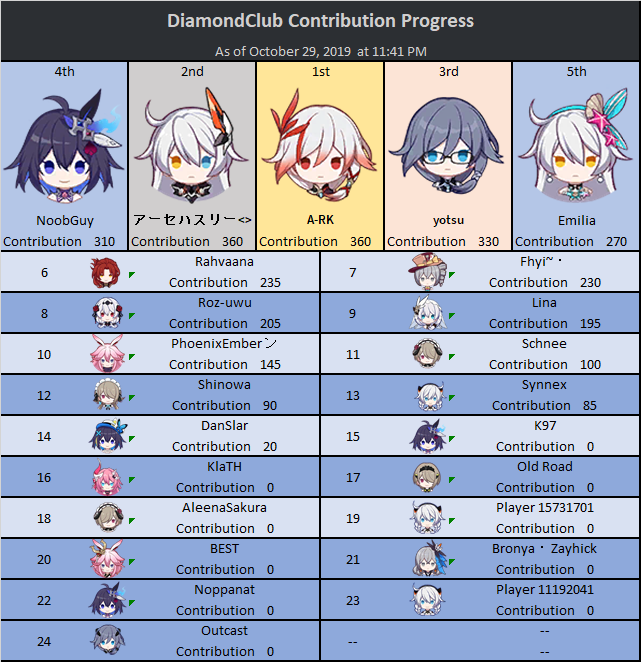 DiamondClub Contribution Progress
As of October 29, 2019 at 11:41 PM
4th 2nd 1st 3rd 5th
NoobGuy アーセハスリー<> A-RK yotsu Emilia
Contribution 310 Contribution 360 Contribution 360 Contribution 330 Contribution 270
6 Rahvaana 7 Fhyi~・
Contribution 235 Contribution 230
8 Roz-uwu 9 Lina
Contribution 205 Contribution 195
10 PhoenixEmberン 11 Schnee
Contribution 145 Contribution 100
12 Shinowa 13 Synnex
Contribution 90 Contribution 85
14 DanSlar 15 K97
Contribution 20 Contribution 0
16 KlaTH 17 Old Road
Contribution 0 Contribution 0
18 AleenaSakura 19 Player 15731701
Contribution 0 Contribution 0
20 BEST 21 Bronya・Zayhick
Contribution 0 Contribution 0
22 Noppanat 23 Player 11192041
Contribution 0 Contribution 0
24 Outcast -- --
Contribution 0 --